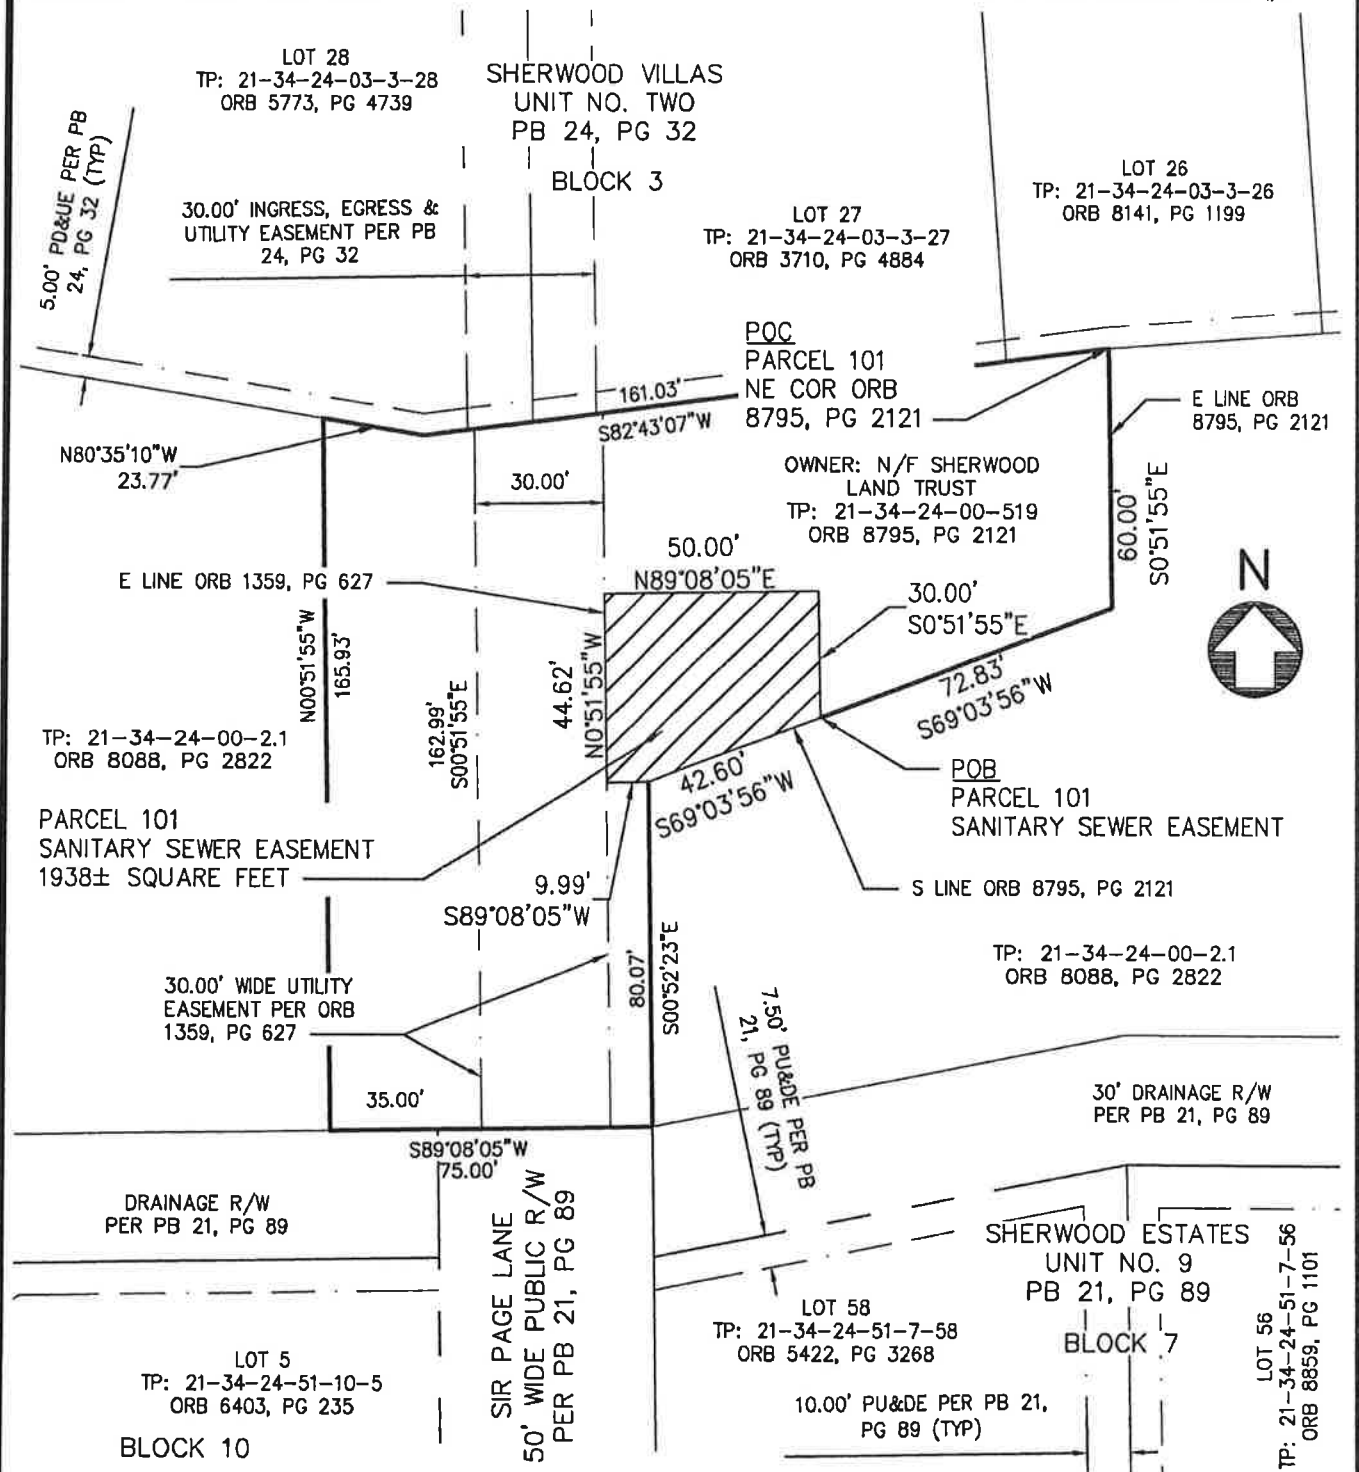 LOT 28
TP: 21-34-24-03-3-28
ORB 5773, PG 4739
SHERWOOD VILLAS
UNIT NO. TWO
PB 24, PG 32
BLOCK 3
5.00' PD&UE PER PB
24, PG 32 (TYP)
30.00' INGRESS, EGRESS &
UTILITY EASEMENT PER PB
24, PG 32
LOT 27
TP: 21-34-24-03-3-27
ORB 3710, PG 4884
LOT 26
TP: 21-34-24-03-3-26
ORB 8141, PG 1199
POC
PARCEL 101
NE COR ORB
8795, PG 2121
161.03'
S82°43'07"W
E LINE ORB
8795, PG 2121
N80°35'10"W
23.77'
30.00'
OWNER: N/F SHERWOOD
LAND TRUST
TP: 21-34-24-00-519
ORB 8795, PG 2121
60.00'
S0°51'55"E
N
50.00'
N89°08'05"E
E LINE ORB 1359, PG 627
30.00'
S0°51'55"E
N00°51'55"W
165.93'
162.99'
S00°51'55"E
44.62'
N0°51'55"W
72.83'
S69°03'56"W
TP: 21-34-24-00-2.1
ORB 8088, PG 2822
42.60'
S69°03'56"W
POB
PARCEL 101
SANITARY SEWER EASEMENT
PARCEL 101
SANITARY SEWER EASEMENT
1938± SQUARE FEET
9.99'
S89°08'05"W
S LINE ORB 8795, PG 2121
80.07'
S00°52'23"E
TP: 21-34-24-00-2.1
ORB 8088, PG 2822
30.00' WIDE UTILITY
EASEMENT PER ORB
1359, PG 627
7.50' PU&DE PER PB
21, PG 89 (TYP)
35.00'
30' DRAINAGE R/W
PER PB 21, PG 89
S89°08'05"W
75.00'
DRAINAGE R/W
PER PB 21, PG 89
SIR PAGE LANE
50' WIDE PUBLIC R/W
PER PB 21, PG 89
SHERWOOD ESTATES
UNIT NO. 9
PB 21, PG 89
BLOCK 7
LOT 58
TP: 21-34-24-51-7-58
ORB 5422, PG 3268
LOT 56
TP: 21-34-24-51-7-56
ORB 8859, PG 1101
LOT 5
TP: 21-34-24-51-10-5
ORB 6403, PG 235
BLOCK 10
10.00' PU&DE PER PB 21,
PG 89 (TYP)